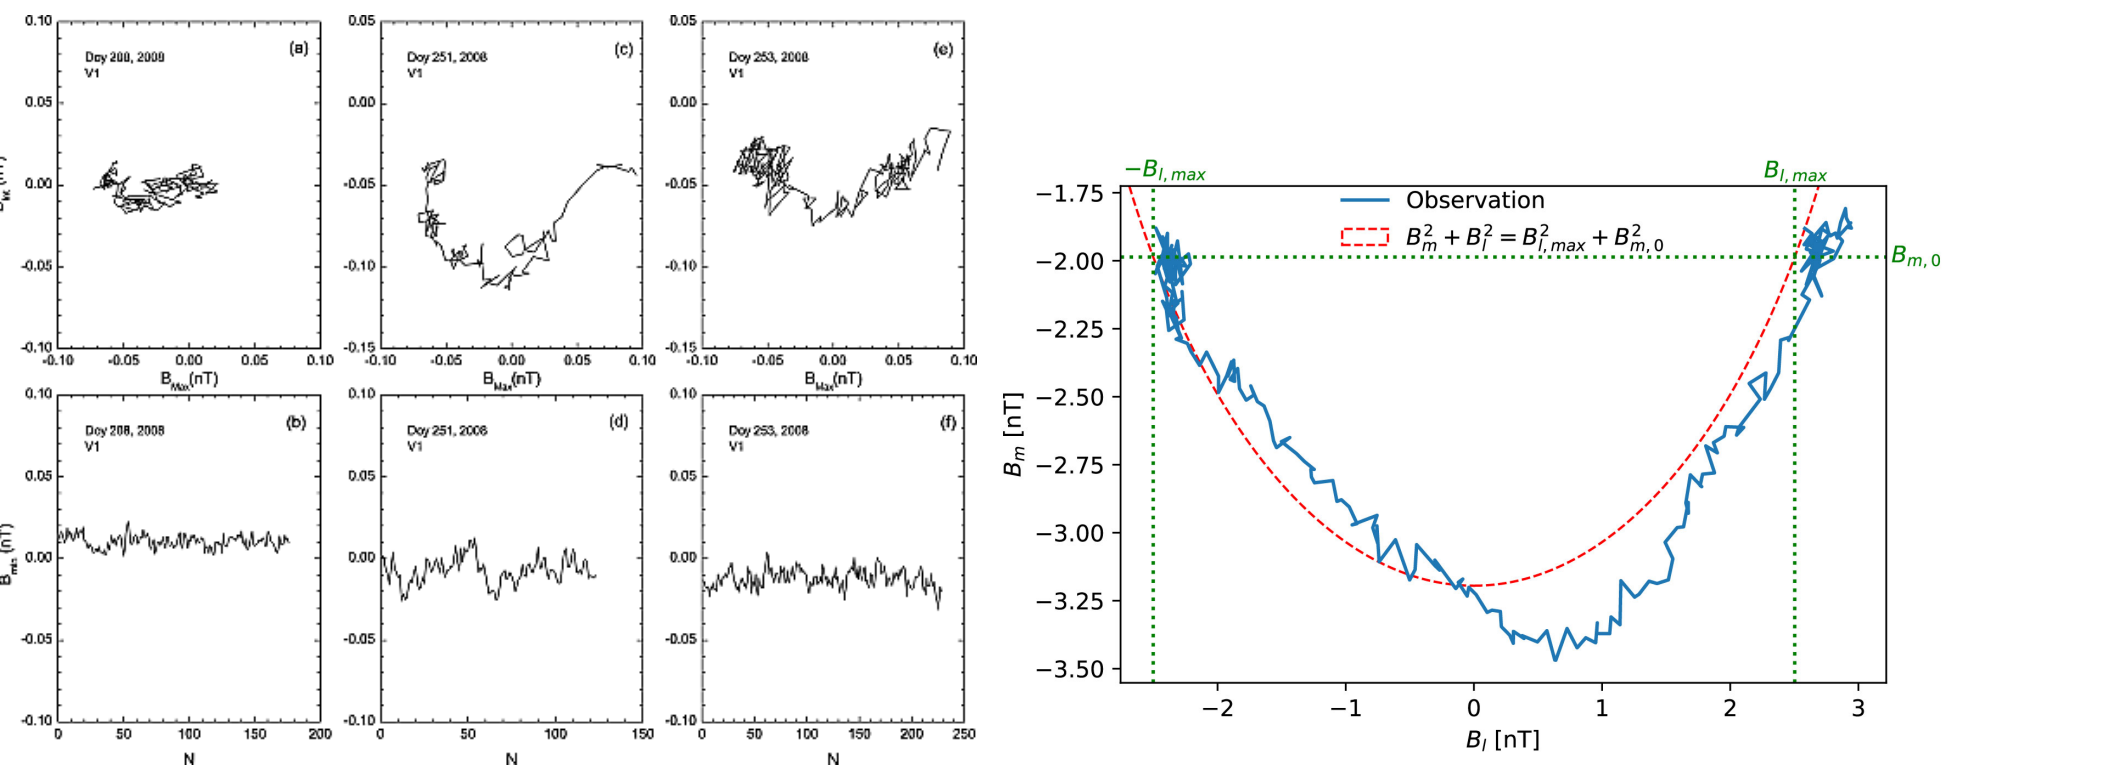 0.10
0.05
0.00
-0.05
-0.10
-0.10 -0.05 0.00 0.05 0.10
B_Max(nT)
Day 208, 2008
V1
(a)
0.05
0.00
-0.05
-0.10
-0.15
-0.10 -0.05 0.00 0.05 0.10
B_Max(nT)
Day 251, 2008
V1
(c)
0.05
0.00
-0.05
-0.10
-0.15
-0.10 -0.05 0.00 0.05 0.10
B_Max(nT)
Day 253, 2008
V1
(e)
0.10
0.05
0.00
-0.05
-0.10
B_min (nT)
0 50 100 150 200
N
Day 208, 2008
V1
(b)
0.10
0.05
0.00
-0.05
-0.10
0 50 100 150
N
Day 251, 2008
V1
(d)
0.10
0.05
0.00
-0.05
-0.10
0 50 100 150 200 250
N
Day 253, 2008
V1
(f)
−B_{l,max}
B_{l,max}
Observation
B_m^2 + B_l^2 = B_{l,max}^2 + B_{m,0}^2
B_{m,0}
−1.75
−2.00
−2.25
−2.50
−2.75
−3.00
−3.25
−3.50
B_m [nT]
−2 −1 0 1 2 3
B_l [nT]